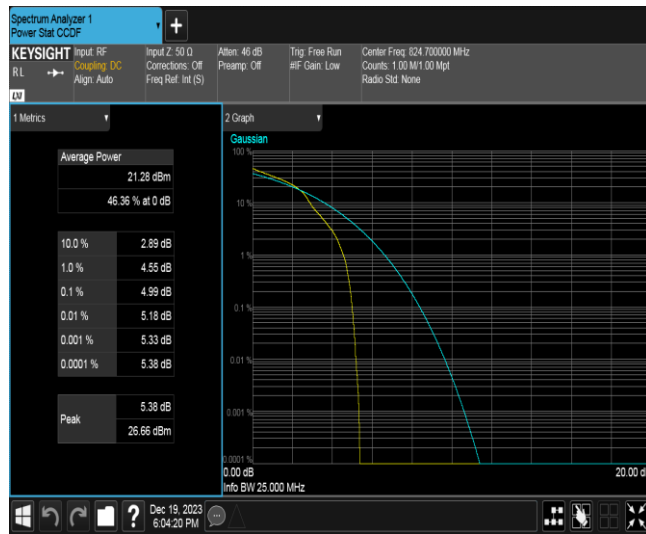 Spectrum Analyzer 1
Power Stat CCDF
+
KEYSIGHT
RL
LXI
Input: RF
Coupling: DC
Align: Auto
Input Z: 50 Ω
Corrections: Off
Freq Ref: Int (S)
Atten: 46 dB
Preamp: Off
Trig: Free Run
#IF Gain: Low
Center Freq: 824.700000 MHz
Counts: 1.00 M/1.00 Mpt
Radio Std: None
1 Metrics
Average Power
21.28 dBm
46.36 % at 0 dB
10.0 % 2.89 dB
1.0 % 4.55 dB
0.1 % 4.99 dB
0.01 % 5.18 dB
0.001 % 5.33 dB
0.0001 % 5.38 dB
Peak
5.38 dB
26.66 dBm
2 Graph
Gaussian
100 %
10 %
1 %
0.1 %
0.01 %
0.001 %
0.0001 %
0.00 dB
20.00 d
Info BW 25.000 MHz
?
Dec 19, 2023
6:04:20 PM